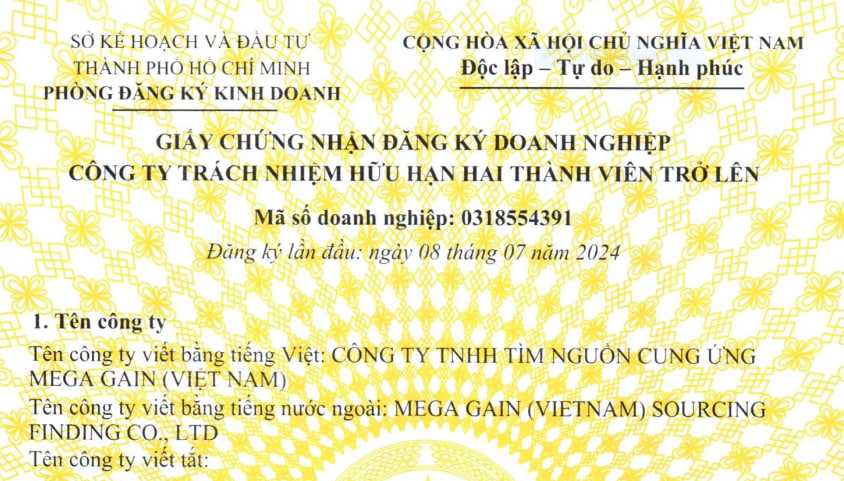 SỞ KẾ HOẠCH VÀ ĐẦU TƯ
THÀNH PHỐ HỒ CHÍ MINH
PHÒNG ĐĂNG KÝ KINH DOANH
CỘNG HÒA XÃ HỘI CHỦ NGHĨA VIỆT NAM
Độc lập – Tự do – Hạnh phúc
GIẤY CHỨNG NHẬN ĐĂNG KÝ DOANH NGHIỆP
CÔNG TY TRÁCH NHIỆM HỮU HẠN HAI THÀNH VIÊN TRỞ LÊN
Mã số doanh nghiệp: 0318554391
Đăng ký lần đầu: ngày 08 tháng 07 năm 2024
1. Tên công ty
Tên công ty viết bằng tiếng Việt: CÔNG TY TNHH TÌM NGUỒN CUNG ỨNG
MEGA GAIN (VIỆT NAM)
Tên công ty viết bằng tiếng nước ngoài: MEGA GAIN (VIETNAM) SOURCING
FINDING CO., LTD
Tên công ty viết tắt: